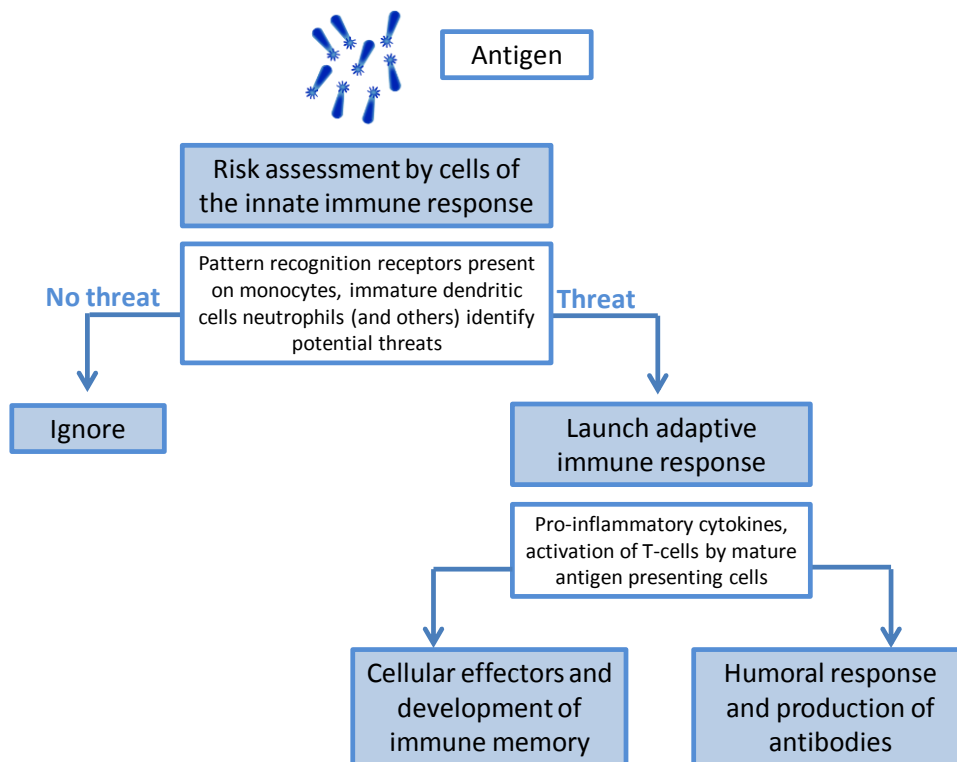 Antigen
Risk assessment by cells of
the innate immune response
Pattern recognition receptors present
on monocytes, immature dendritic
cells neutrophils (and others) identify
potential threats
No threat
Threat
Ignore
Launch adaptive
immune response
Pro-inflammatory cytokines,
activation of T-cells by mature
antigen presenting cells
Cellular effectors and
development of
immune memory
Humoral response
and production of
antibodies